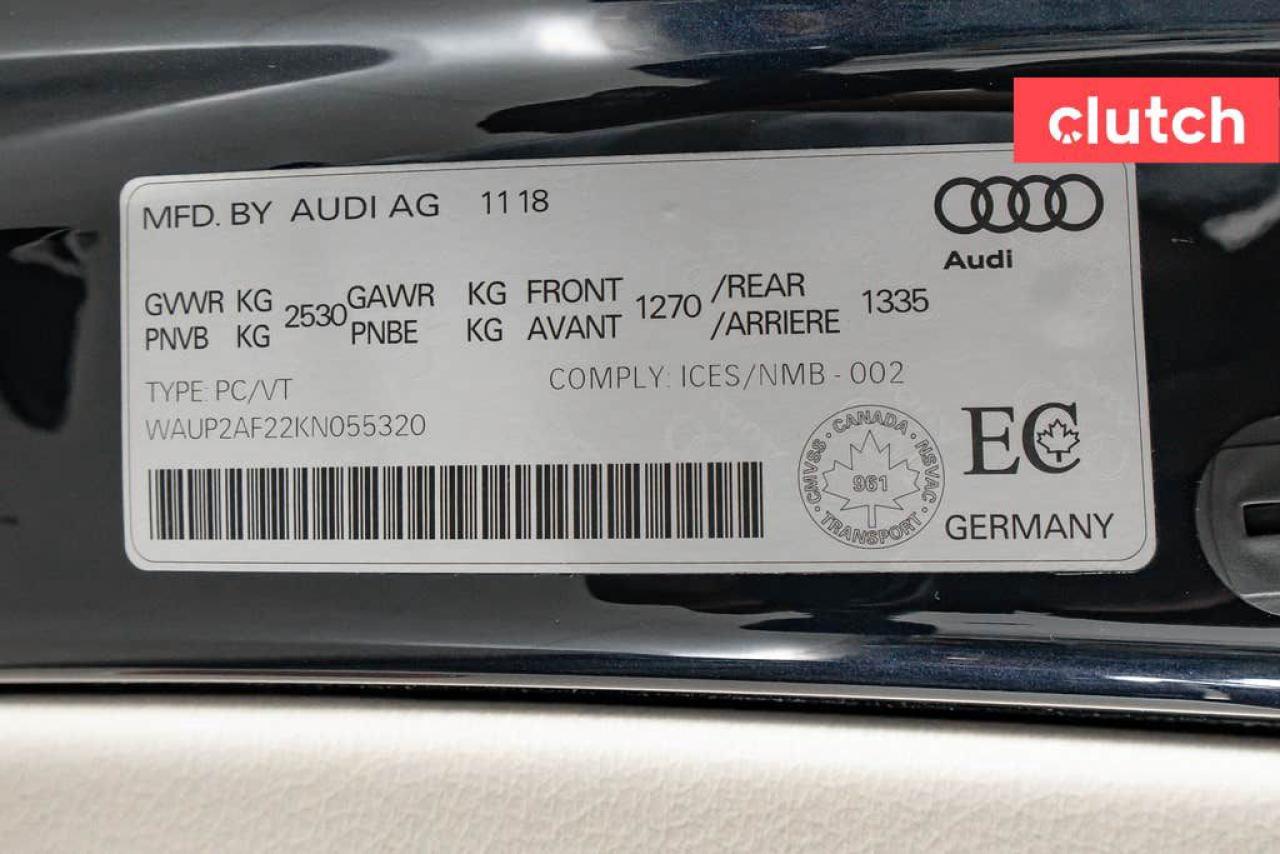 clutch
MFD. BY AUDI AG 11 18
Audi
GVWR KG 2530 GAWR KG FRONT 1270 /REAR 1335
PNVB KG PNBE KG AVANT /ARRIERE
TYPE: PC/VT COMPLY: ICES/NMB - 002
WAUP2AF22KN055320
CANADA · NSVAC · TRANSPORT · CMVSS ·
961
EC
GERMANY